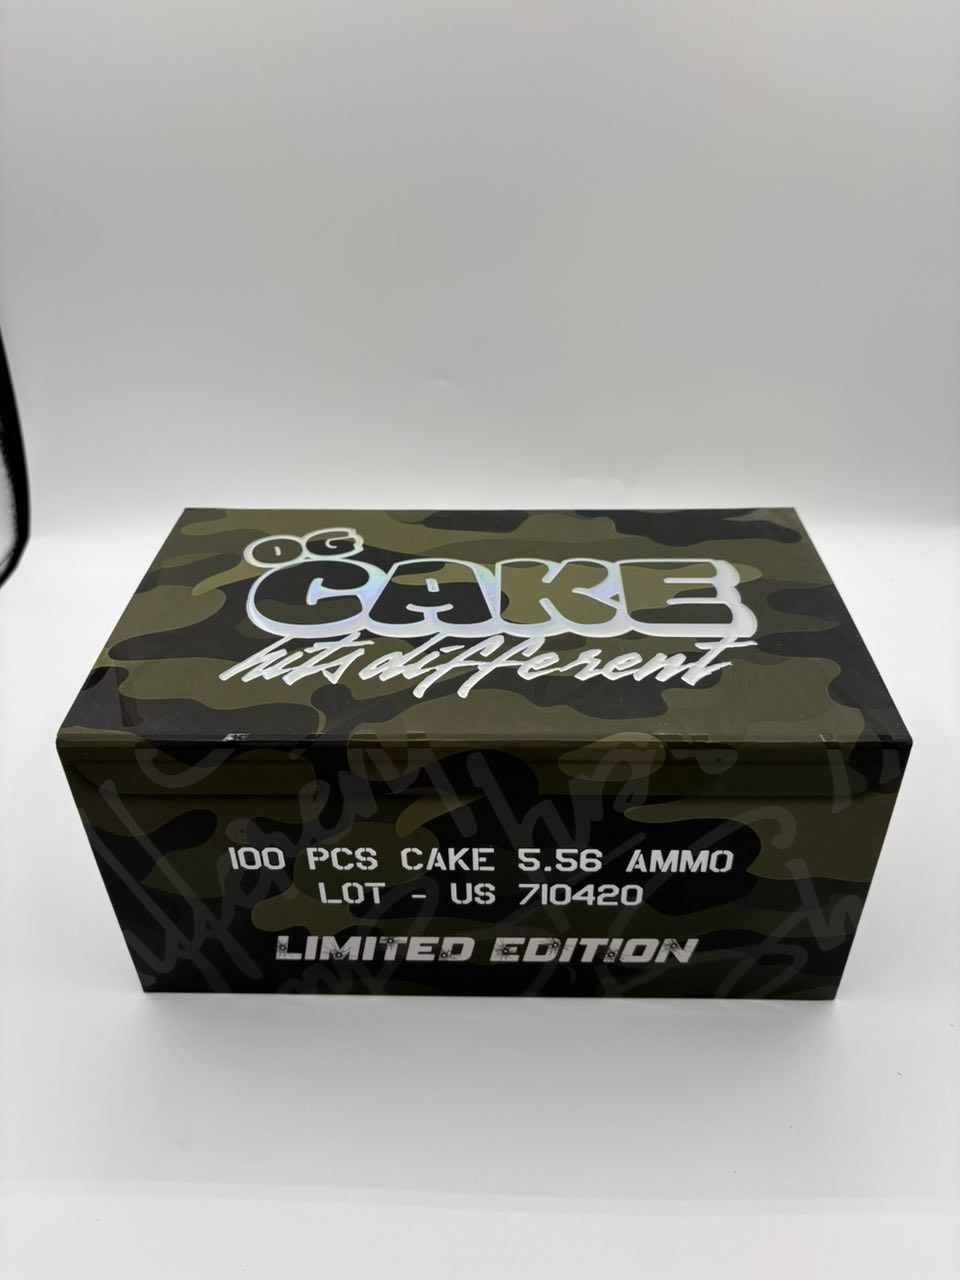 OG
CAKE
hits different
100 PCS CAKE 5.56 AMMO
LOT - US 710420
LIMITED EDITION